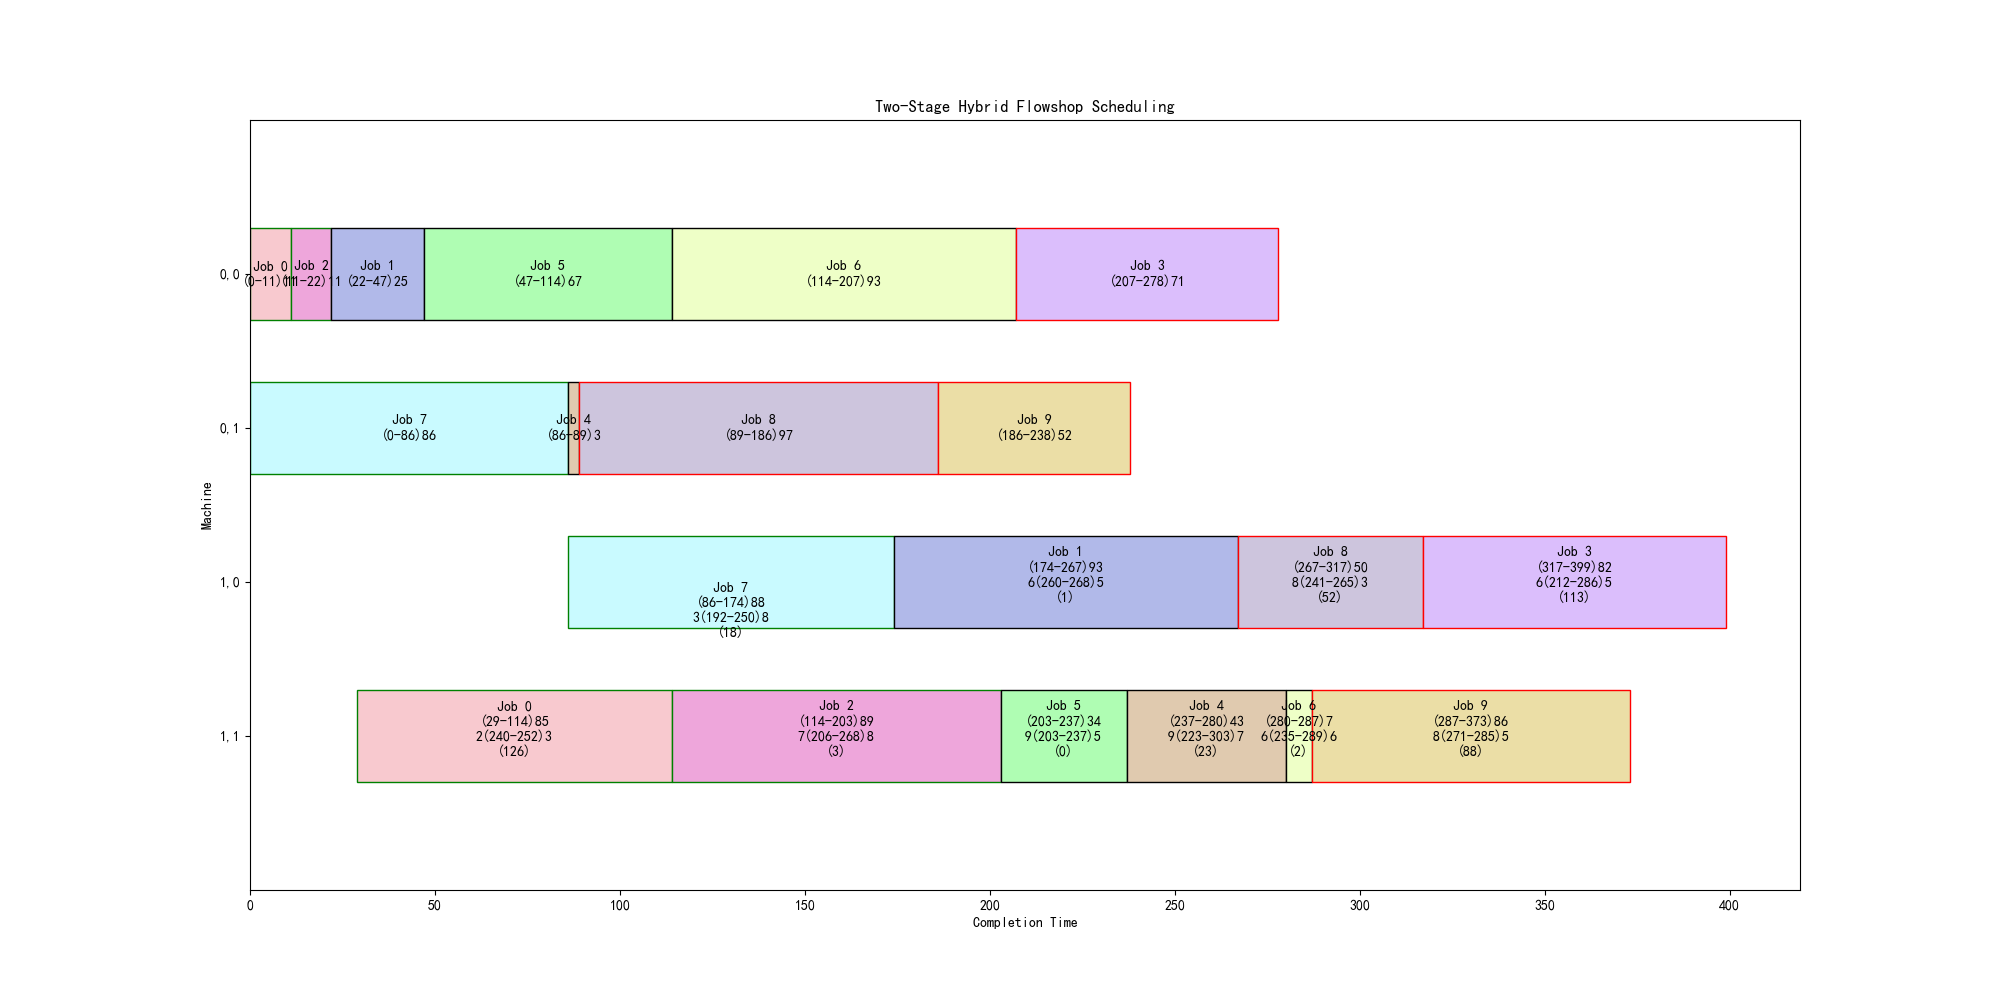 Two-Stage Hybrid Flowshop Scheduling
Job 0
(0-11)11
Job 2
(11-22)11
Job 1
(22-47)25
Job 5
(47-114)67
Job 6
(114-207)93
Job 3
(207-278)71
0,0
Job 7
(0-86)86
Job 4
(86-89)3
Job 8
(89-186)97
Job 9
(186-238)52
0,1
Machine
Job 7
(86-174)88
3(192-250)8
(18)
Job 1
(174-267)93
6(260-268)5
(1)
Job 8
(267-317)50
8(241-265)3
(52)
Job 3
(317-399)82
6(212-286)5
(113)
1,0
Job 0
(29-114)85
2(240-252)3
(126)
Job 2
(114-203)89
7(206-268)8
(3)
Job 5
(203-237)34
9(203-237)5
(0)
Job 4
(237-280)43
9(223-303)7
(23)
Job 6
(280-287)7
6(235-289)6
(2)
Job 9
(287-373)86
8(271-285)5
(88)
1,1
0 50 100 150 200 250 300 350 400
Completion Time